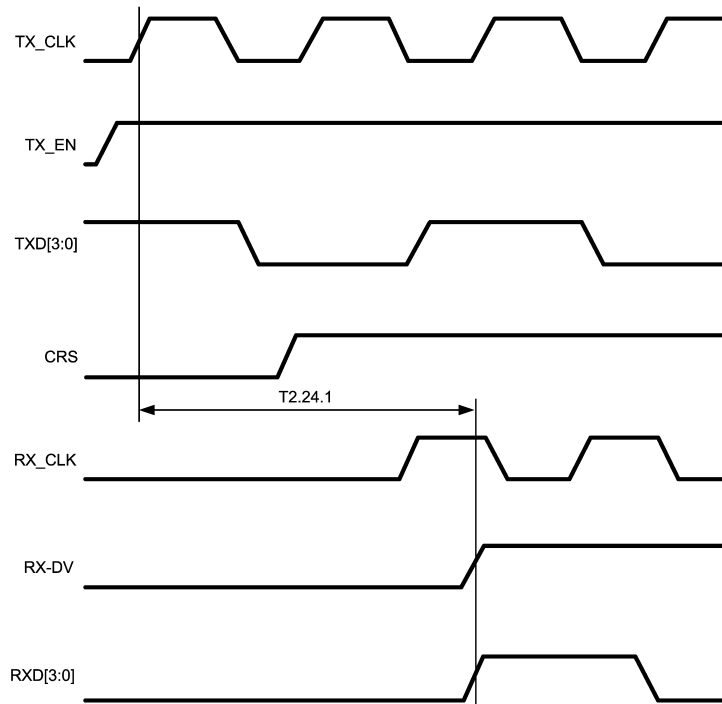 TX_CLK
TX_EN
TXD[3:0]
CRS
T2.24.1
RX_CLK
RX-DV
RXD[3:0]